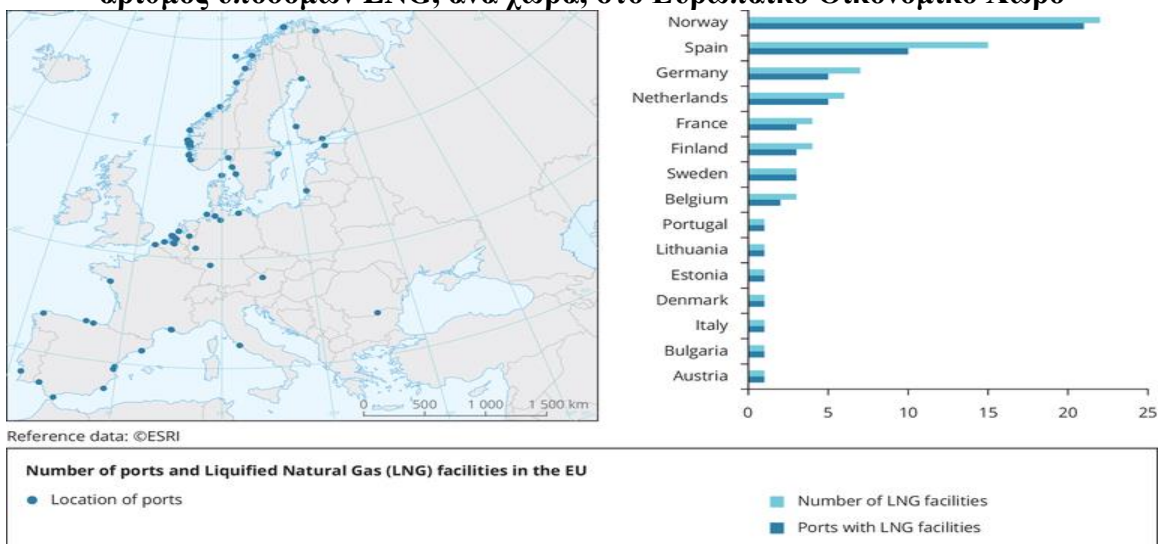 αριθμός υποδομών LNG, ανά χώρα, στο Ευρωπαϊκό Οικονομικό Χώρο
Norway
Spain
Germany
Netherlands
France
Finland
Sweden
Belgium
Portugal
Lithuania
Estonia
Denmark
Italy
Bulgaria
Austria
0 500 1 000 1 500 km
0 5 10 15 20 25
Reference data: ©ESRI
Number of ports and Liquified Natural Gas (LNG) facilities in the EU
Location of ports
Number of LNG facilities
Ports with LNG facilities